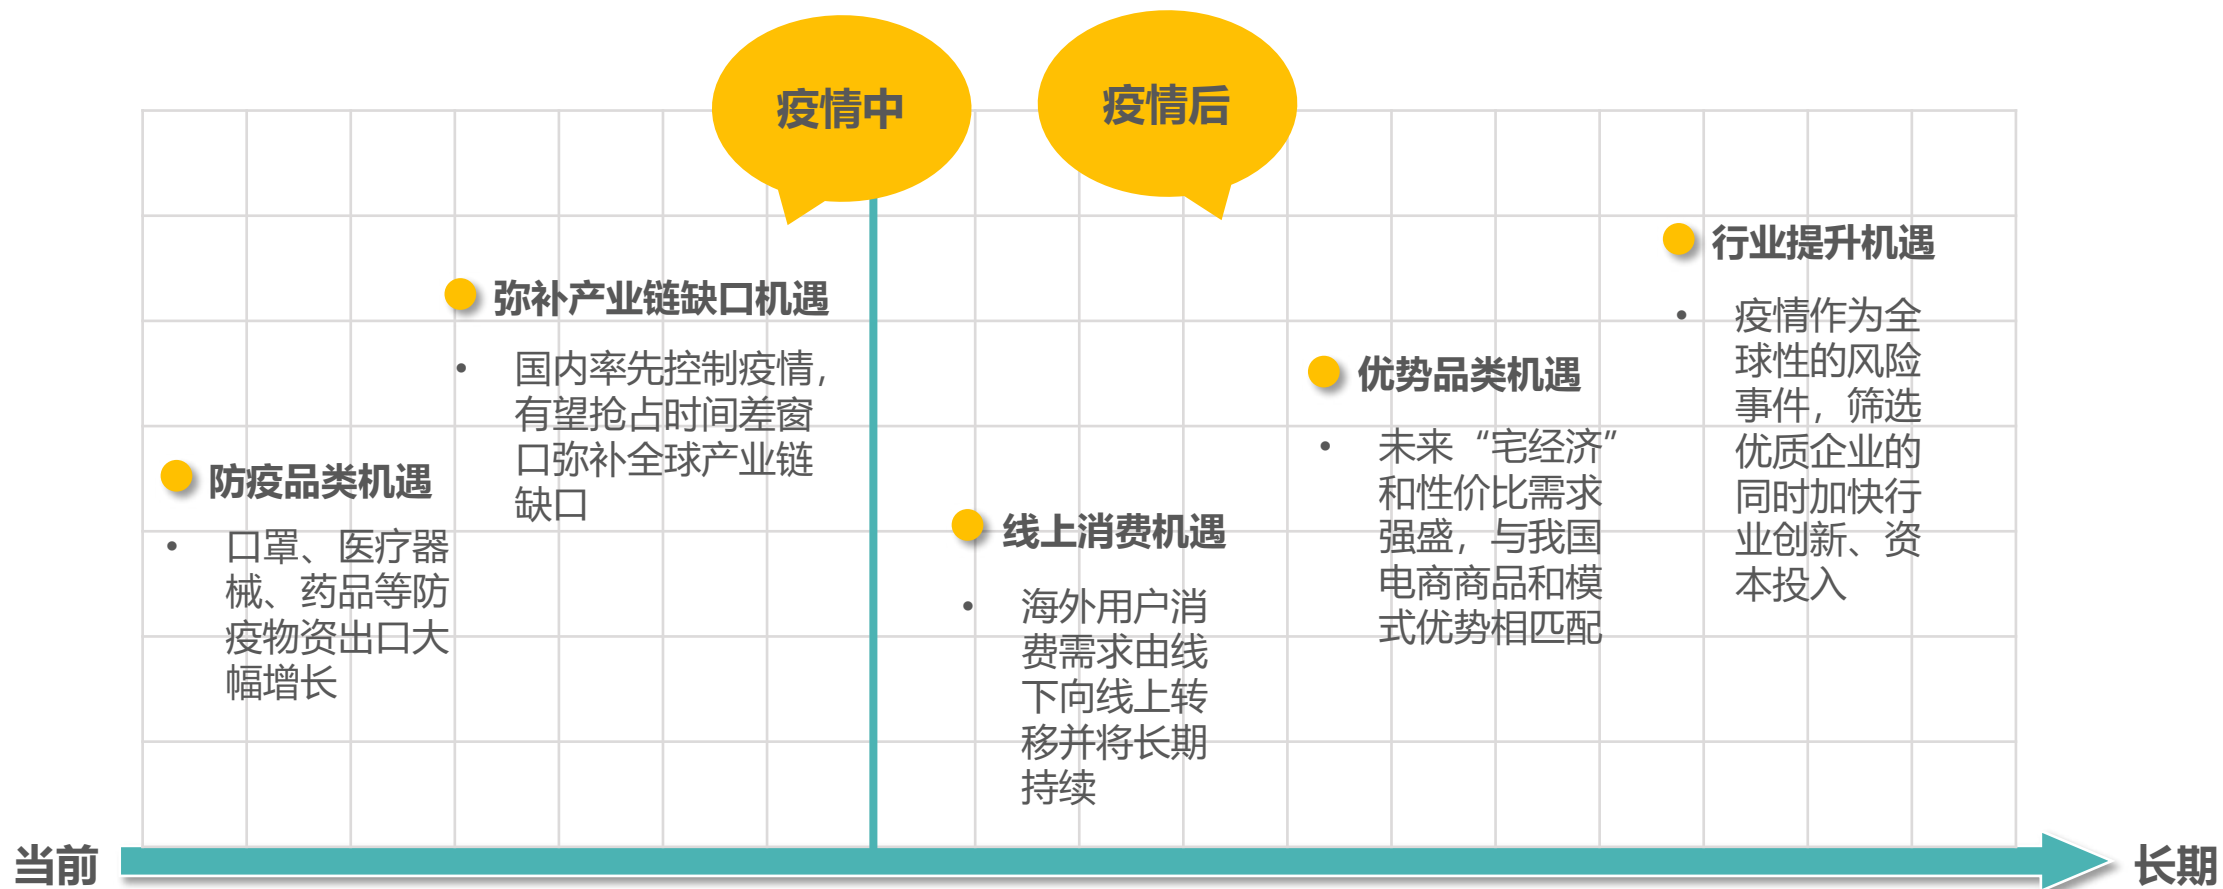 疫情中
疫情后
防疫品类机遇
• 口罩、医疗器
械、药品等防
疫物资出口大
幅增长
弥补产业链缺口机遇
• 国内率先控制疫情，
有望抢占时间差窗
口弥补全球产业链
缺口
线上消费机遇
• 海外用户消
费需求由线
下向线上转
移并将长期
持续
优势品类机遇
• 未来“宅经济”
和性价比需求
强盛，与我国
电商商品和模
式优势相匹配
行业提升机遇
• 疫情作为全
球性的风险
事件，筛选
优质企业的
同时加快行
业创新、资
本投入
当前
长期